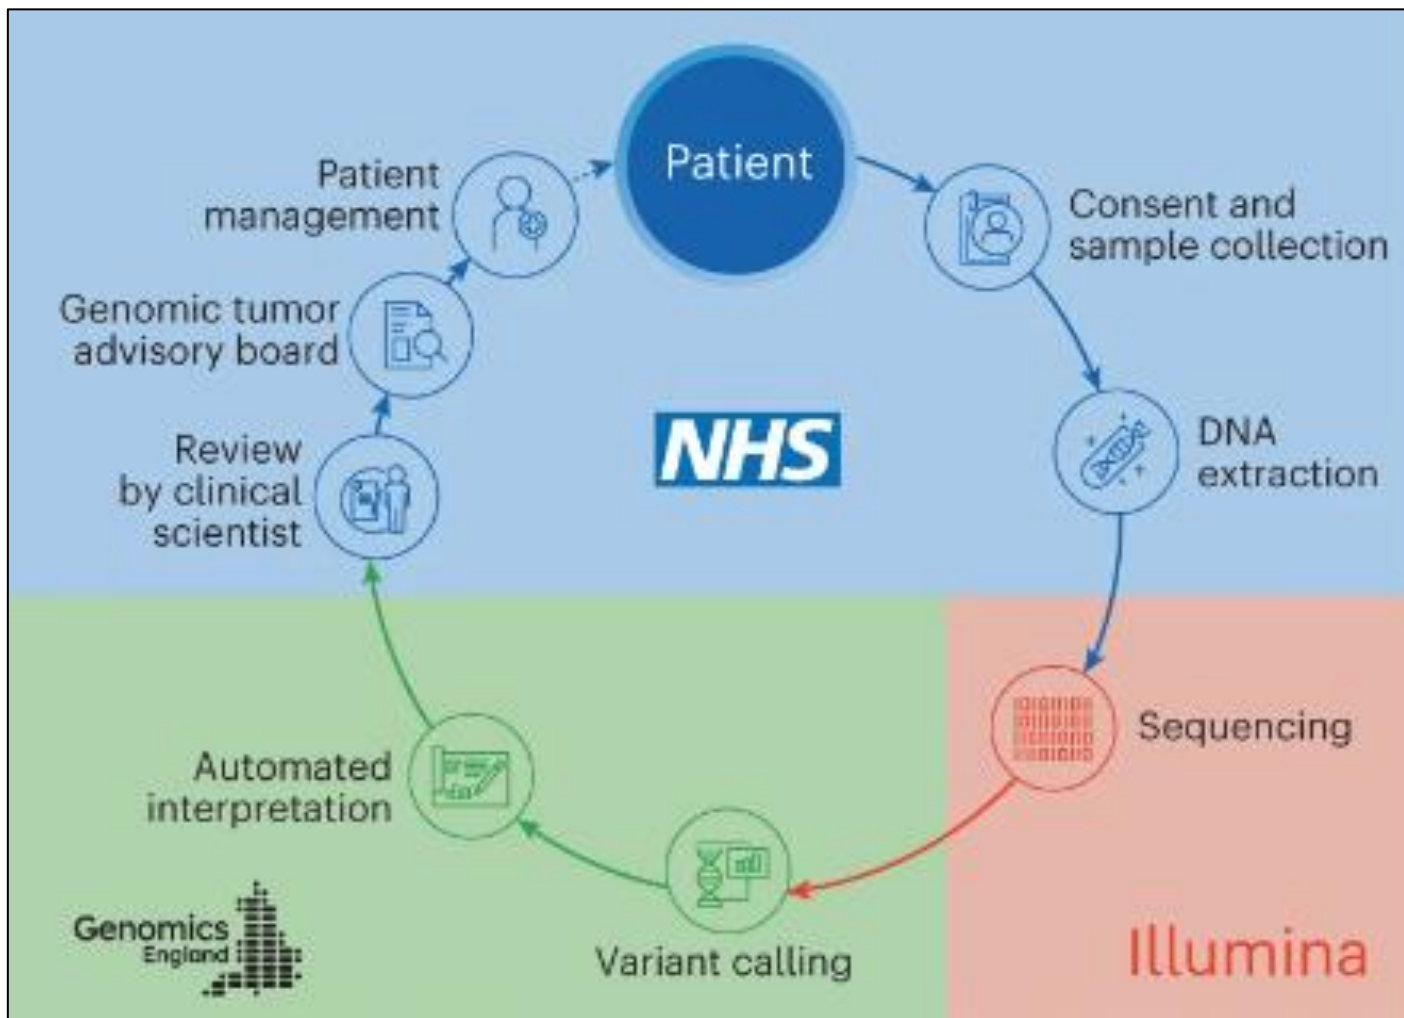 Patient
Consent and
sample collection
DNA
extraction
Sequencing
Variant calling
Automated
interpretation
Review
by clinical
scientist
Genomic tumor
advisory board
Patient
management
NHS
Genomics
England
Illumina